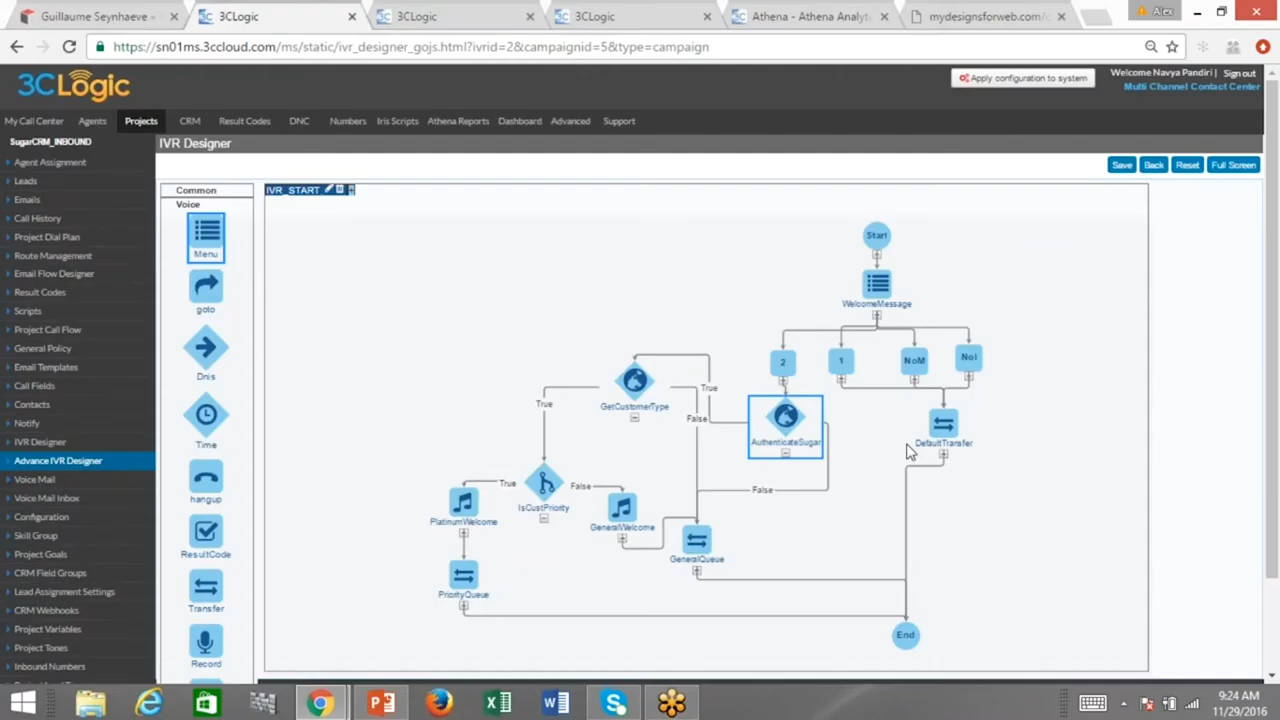 Guillaume Seynhaeve –
3CLogic
3CLogic
3CLogic
Athena - Athena Analyt
mydesignsforweb.com/c
Alex
https://sn01ms.3ccloud.com/ms/static/ivr_designer_gojs.html?ivrid=2&campaignid=5&type=campaign
3CLogic
Apply configuration to system
Welcome Navya Pandiri | Sign out
Multi Channel Contact Center
My Call Center
Agents
Projects
CRM
Result Codes
DNC
Numbers
Iris Scripts
Athena Reports
Dashboard
Advanced
Support
SugarCRM_INBOUND
IVR Designer
Agent Assignment
Leads
Emails
Call History
Project Dial Plan
Route Management
Email Flow Designer
Result Codes
Scripts
Project Call Flow
General Policy
Email Templates
Call Fields
Contacts
Notify
IVR Designer
Advance IVR Designer
Voice Mail
Voice Mail Inbox
Configuration
Skill Group
Project Goals
CRM Field Groups
Lead Assignment Settings
CRM Webhooks
Project Variables
Project Tones
Inbound Numbers
Save
Back
Reset
Full Screen
Common
Voice
Menu
goto
Dnis
Time
hangup
ResultCode
Transfer
Record
IVR_START
Start
WelcomeMessage
2
1
NoM
NoI
GetCustomerType
True
True
False
AuthenticateSugar
DefaultTransfer
True
False
IsCustPriority
False
PlatinumWelcome
GeneralWelcome
GeneralQueue
PriorityQueue
End
9:24 AM
11/29/2016